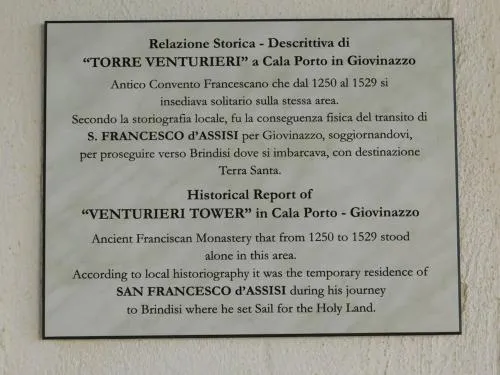 Relazione Storica - Descrittiva di
“TORRE VENTURIERI” a Cala Porto in Giovinazzo
Antico Convento Francescano che dal 1250 al 1529 si
insediava solitario sulla stessa area.
Secondo la storiografia locale, fu la conseguenza fisica del transito di
S. FRANCESCO d’ASSISI per Giovinazzo, soggiornandovi,
per proseguire verso Brindisi dove si imbarcava, con destinazione
Terra Santa.
Historical Report of
“VENTURIERI TOWER” in Cala Porto - Giovinazzo
Ancient Franciscan Monastery that from 1250 to 1529 stood
alone in this area.
According to local historiography it was the temporary residence of
SAN FRANCESCO d’ASSISI during his journey
to Brindisi where he set Sail for the Holy Land.